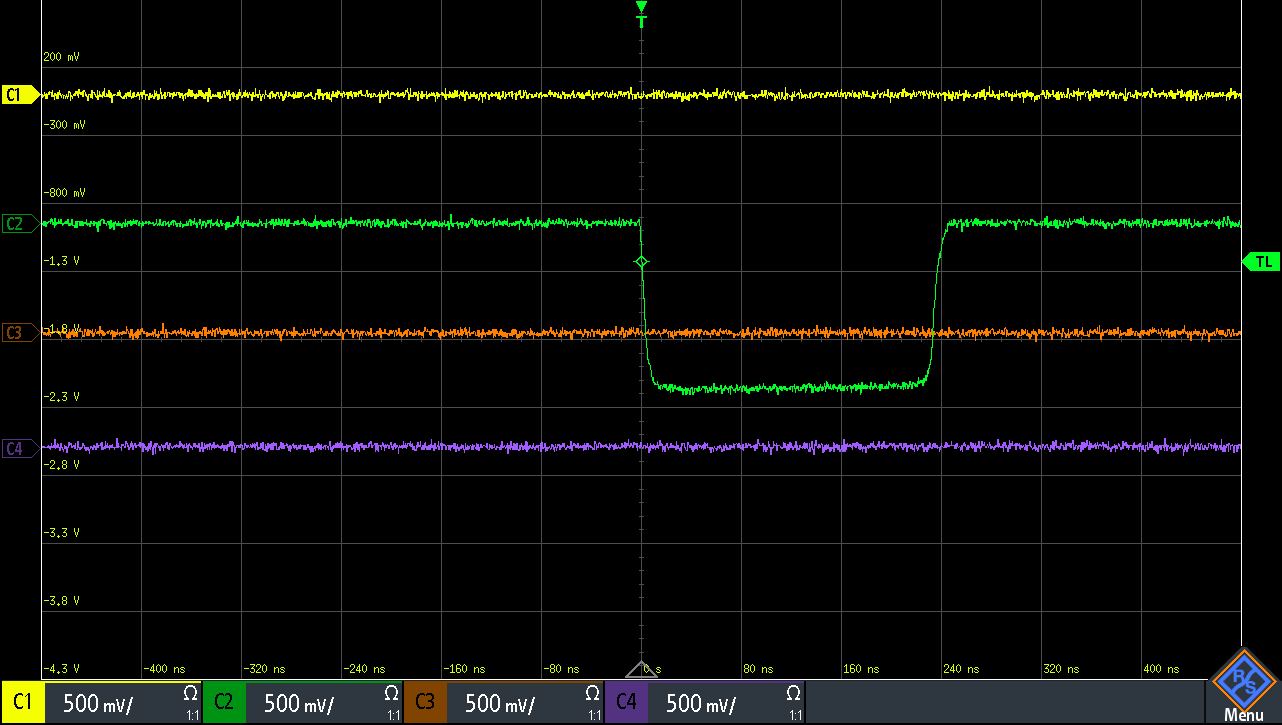 T
200 mV
C1
-300 mV
-800 mV
C2
-1.3 V
TL
C3
-1.8 V
-2.3 V
C4
-2.8 V
-3.3 V
-3.8 V
-4.3 V
-400 ns
-320 ns
-240 ns
-160 ns
-80 ns
0 s
80 ns
160 ns
240 ns
320 ns
400 ns
C1 500 mV/ Ω 1:1
C2 500 mV/ Ω 1:1
C3 500 mV/ Ω 1:1
C4 500 mV/ Ω 1:1
R&S
Menu